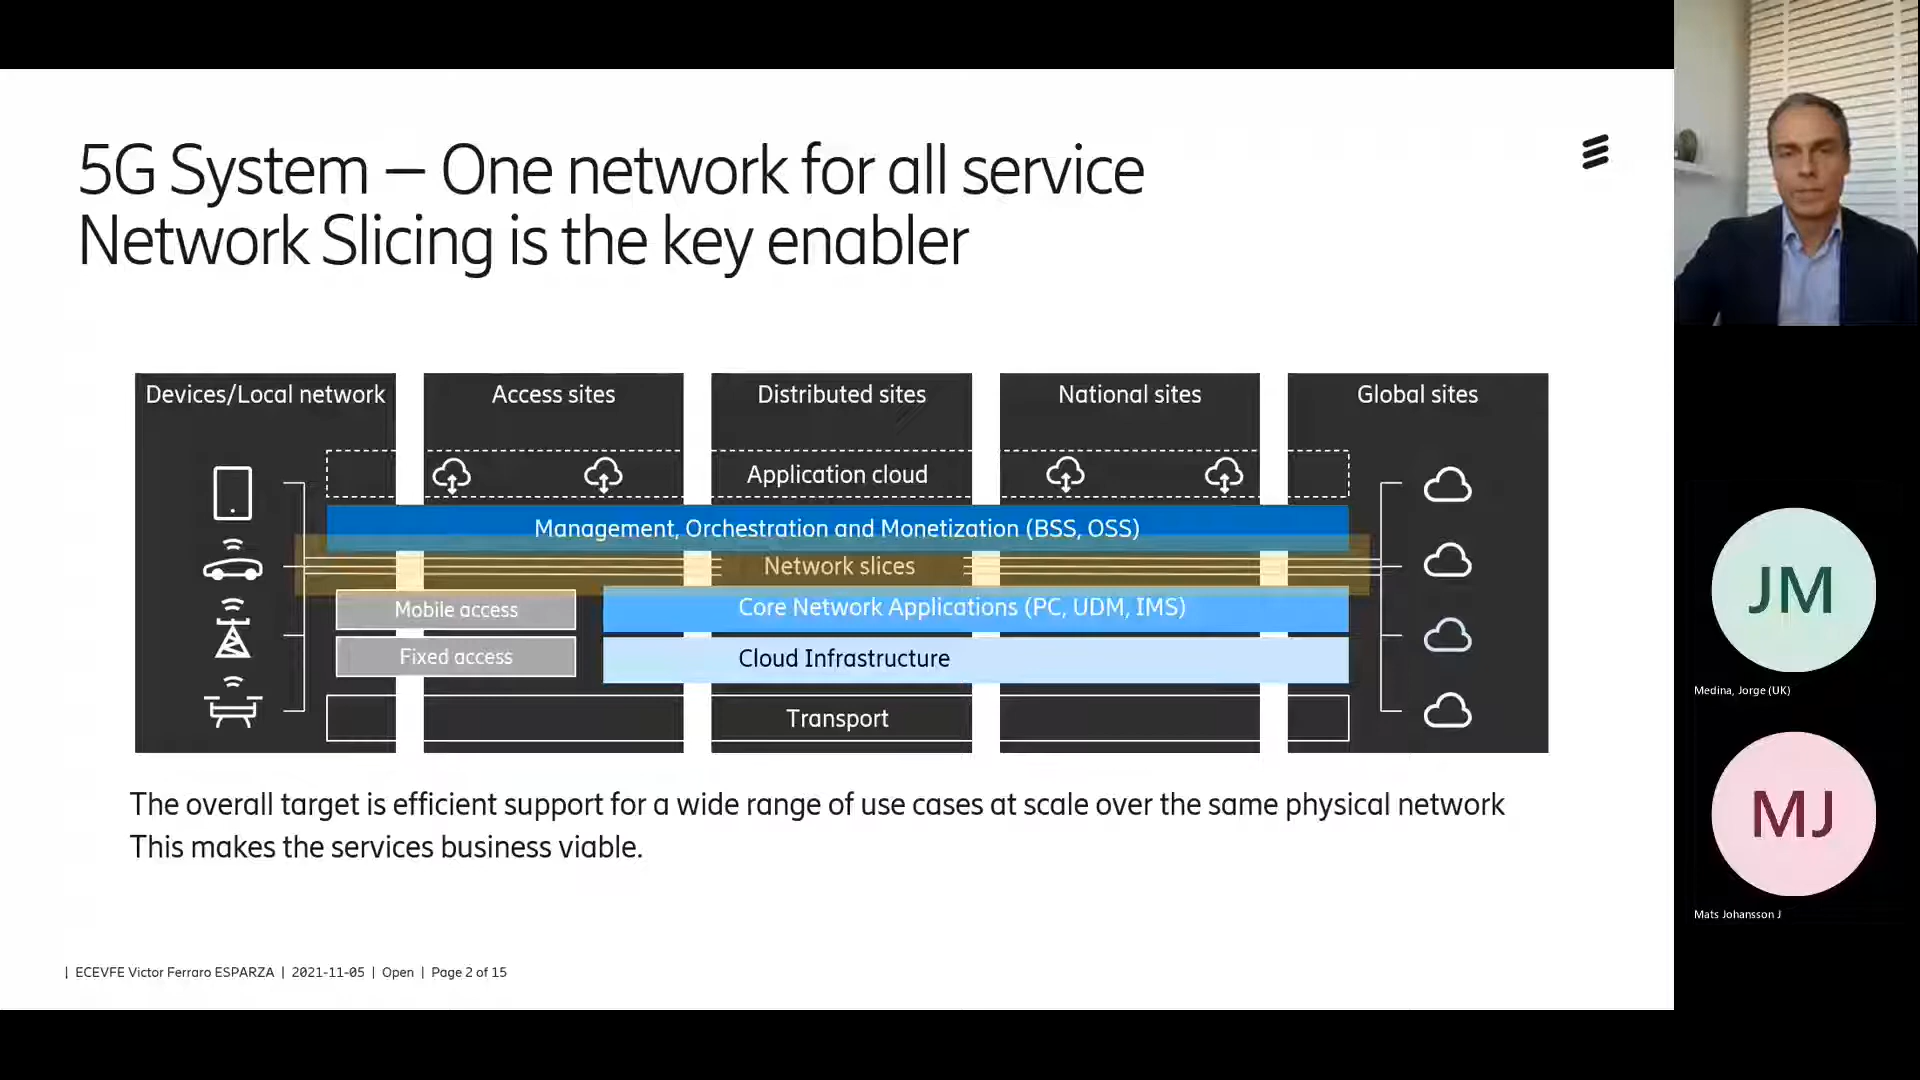 5G System – One network for all service
Network Slicing is the key enabler
Devices/Local network
Access sites
Distributed sites
National sites
Global sites
Application cloud
Management, Orchestration and Monetization (BSS, OSS)
Network slices
Mobile access
Core Network Applications (PC, UDM, IMS)
Fixed access
Cloud Infrastructure
Transport
The overall target is efficient support for a wide range of use cases at scale over the same physical network
This makes the services business viable.
| ECEVFE Victor Ferraro ESPARZA | 2021-11-05 | Open | Page 2 of 15
JM
Medina, Jorge (UK)
MJ
Mats Johansson J